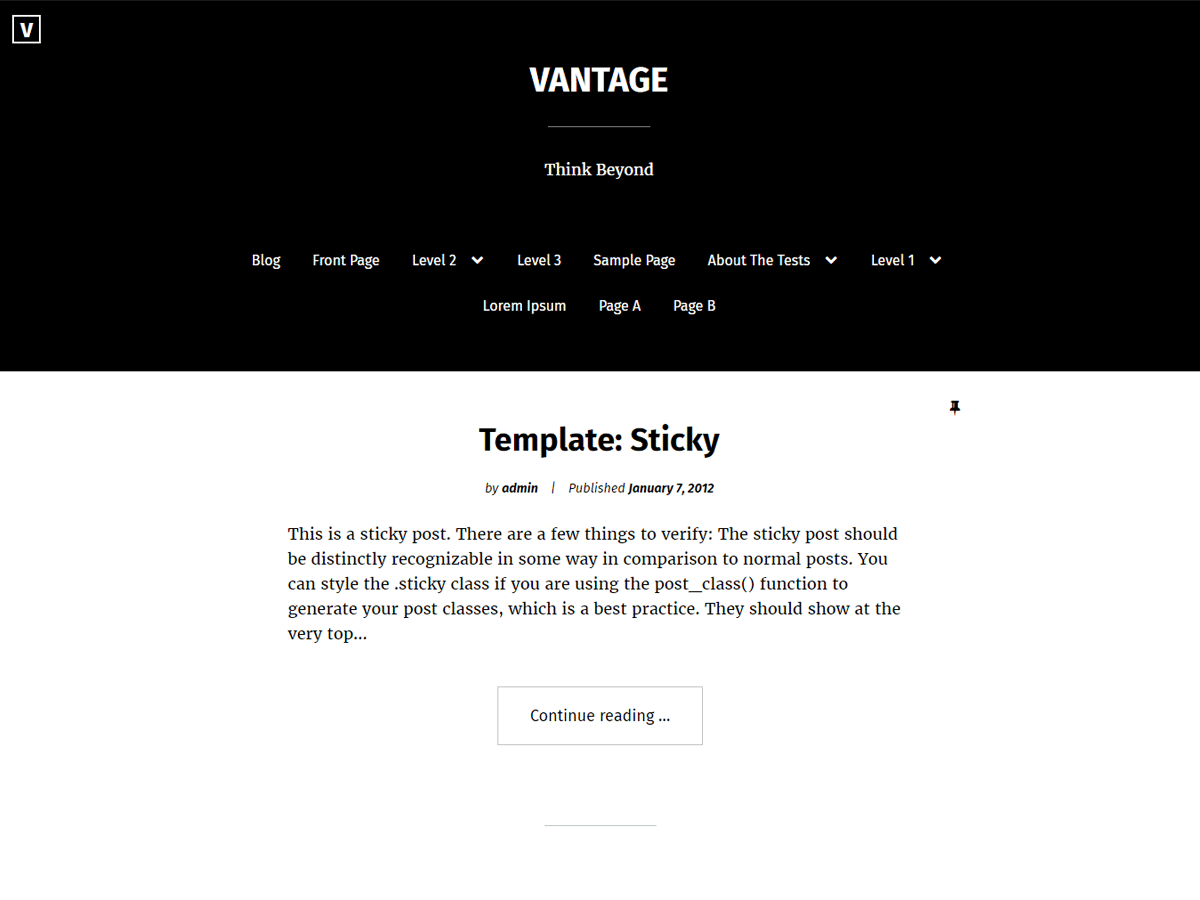 V
VANTAGE
Think Beyond
Blog Front Page Level 2 Level 3 Sample Page About The Tests Level 1
Lorem Ipsum Page A Page B
Template: Sticky
by admin | Published January 7, 2012
This is a sticky post. There are a few things to verify: The sticky post should
be distinctly recognizable in some way in comparison to normal posts. You
can style the .sticky class if you are using the post_class() function to
generate your post classes, which is a best practice. They should show at the
very top...
Continue reading ...